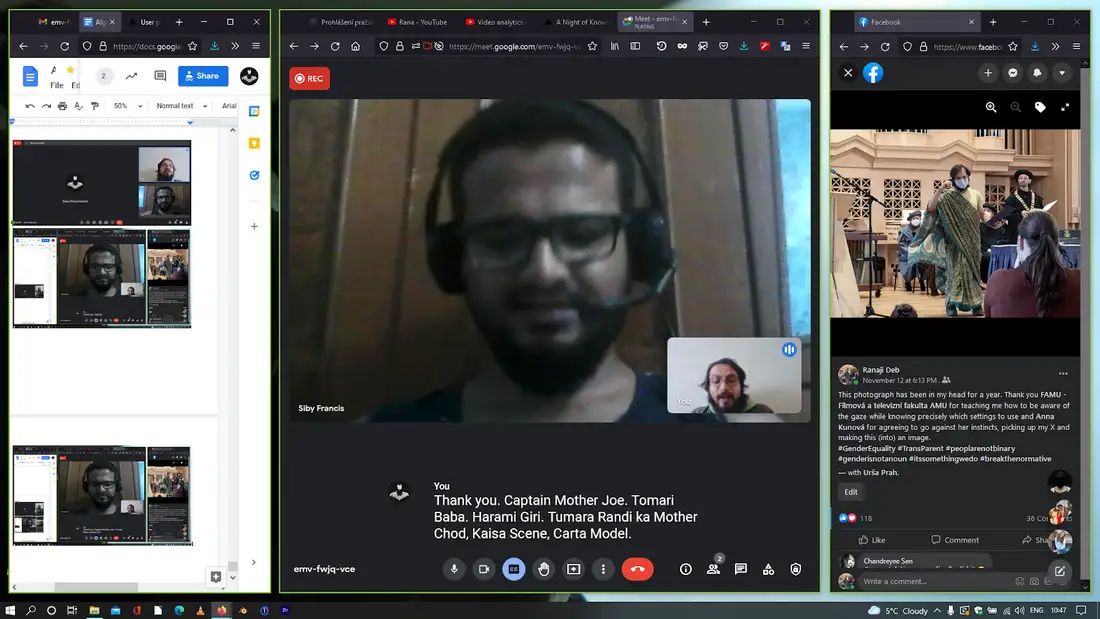 emv-f
Alg
User p
https://docs.google
File
Ed
2
Share
50%
Normal text
Arial
Prohlášení praž
Rana - YouTube
Video analytics -
A Night of Know
Meet - emv-fwjq
PLAYING
https://meet.google.com/emv-fwjq-v
REC
Siby Francis
You
You
Thank you. Captain Mother Joe. Tomari
Baba. Harami Giri. Tumara Randi ka Mother
Chod, Kaisa Scene, Carta Model.
emv-fwjq-vce
2
Facebook
https://www.facebo
Ranaji Deb
November 12 at 6:13 PM
This photograph has been in my head for a year. Thank you FAMU -
Filmová a televizní fakulta AMU for teaching me how to be aware of
the gaze while knowing precisely which settings to use and Anna
Kunová for agreeing to go against her instincts, picking up my X and
making this (into) an image.
#GenderEquality #TransParent #peoplearenotbinary
#genderisnotanoun #itssomethingwedo #breakthenormative
— with Urša Prah.
Edit
118
36 Co
Like
Comment
Sha
Chandreyee Sen
Write a comment...
5°C Cloudy
ENG
10:47